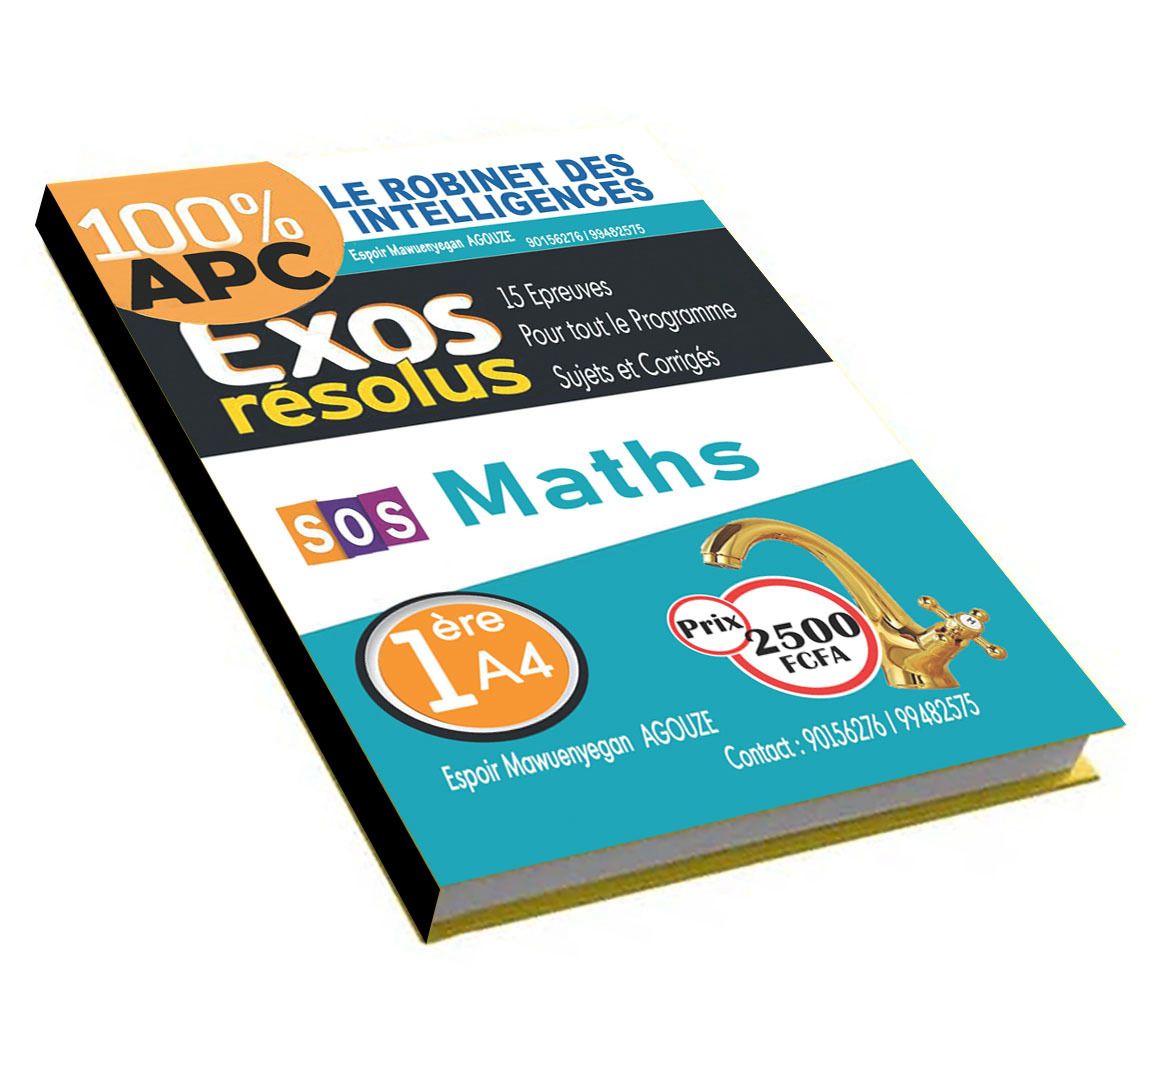 100%
APC
LE ROBINET DES
INTELLIGENCES
Espoir Mawuenyegan AGOUZE 90156276 / 99482575
Exos
résolus
15 Epreuves
Pour tout le Programme
Sujets et Corrigés
SOS Maths
1ère
A4
Prix
2500
FCFA
Espoir Mawuenyegan AGOUZE
Contact : 90156276 / 99482575